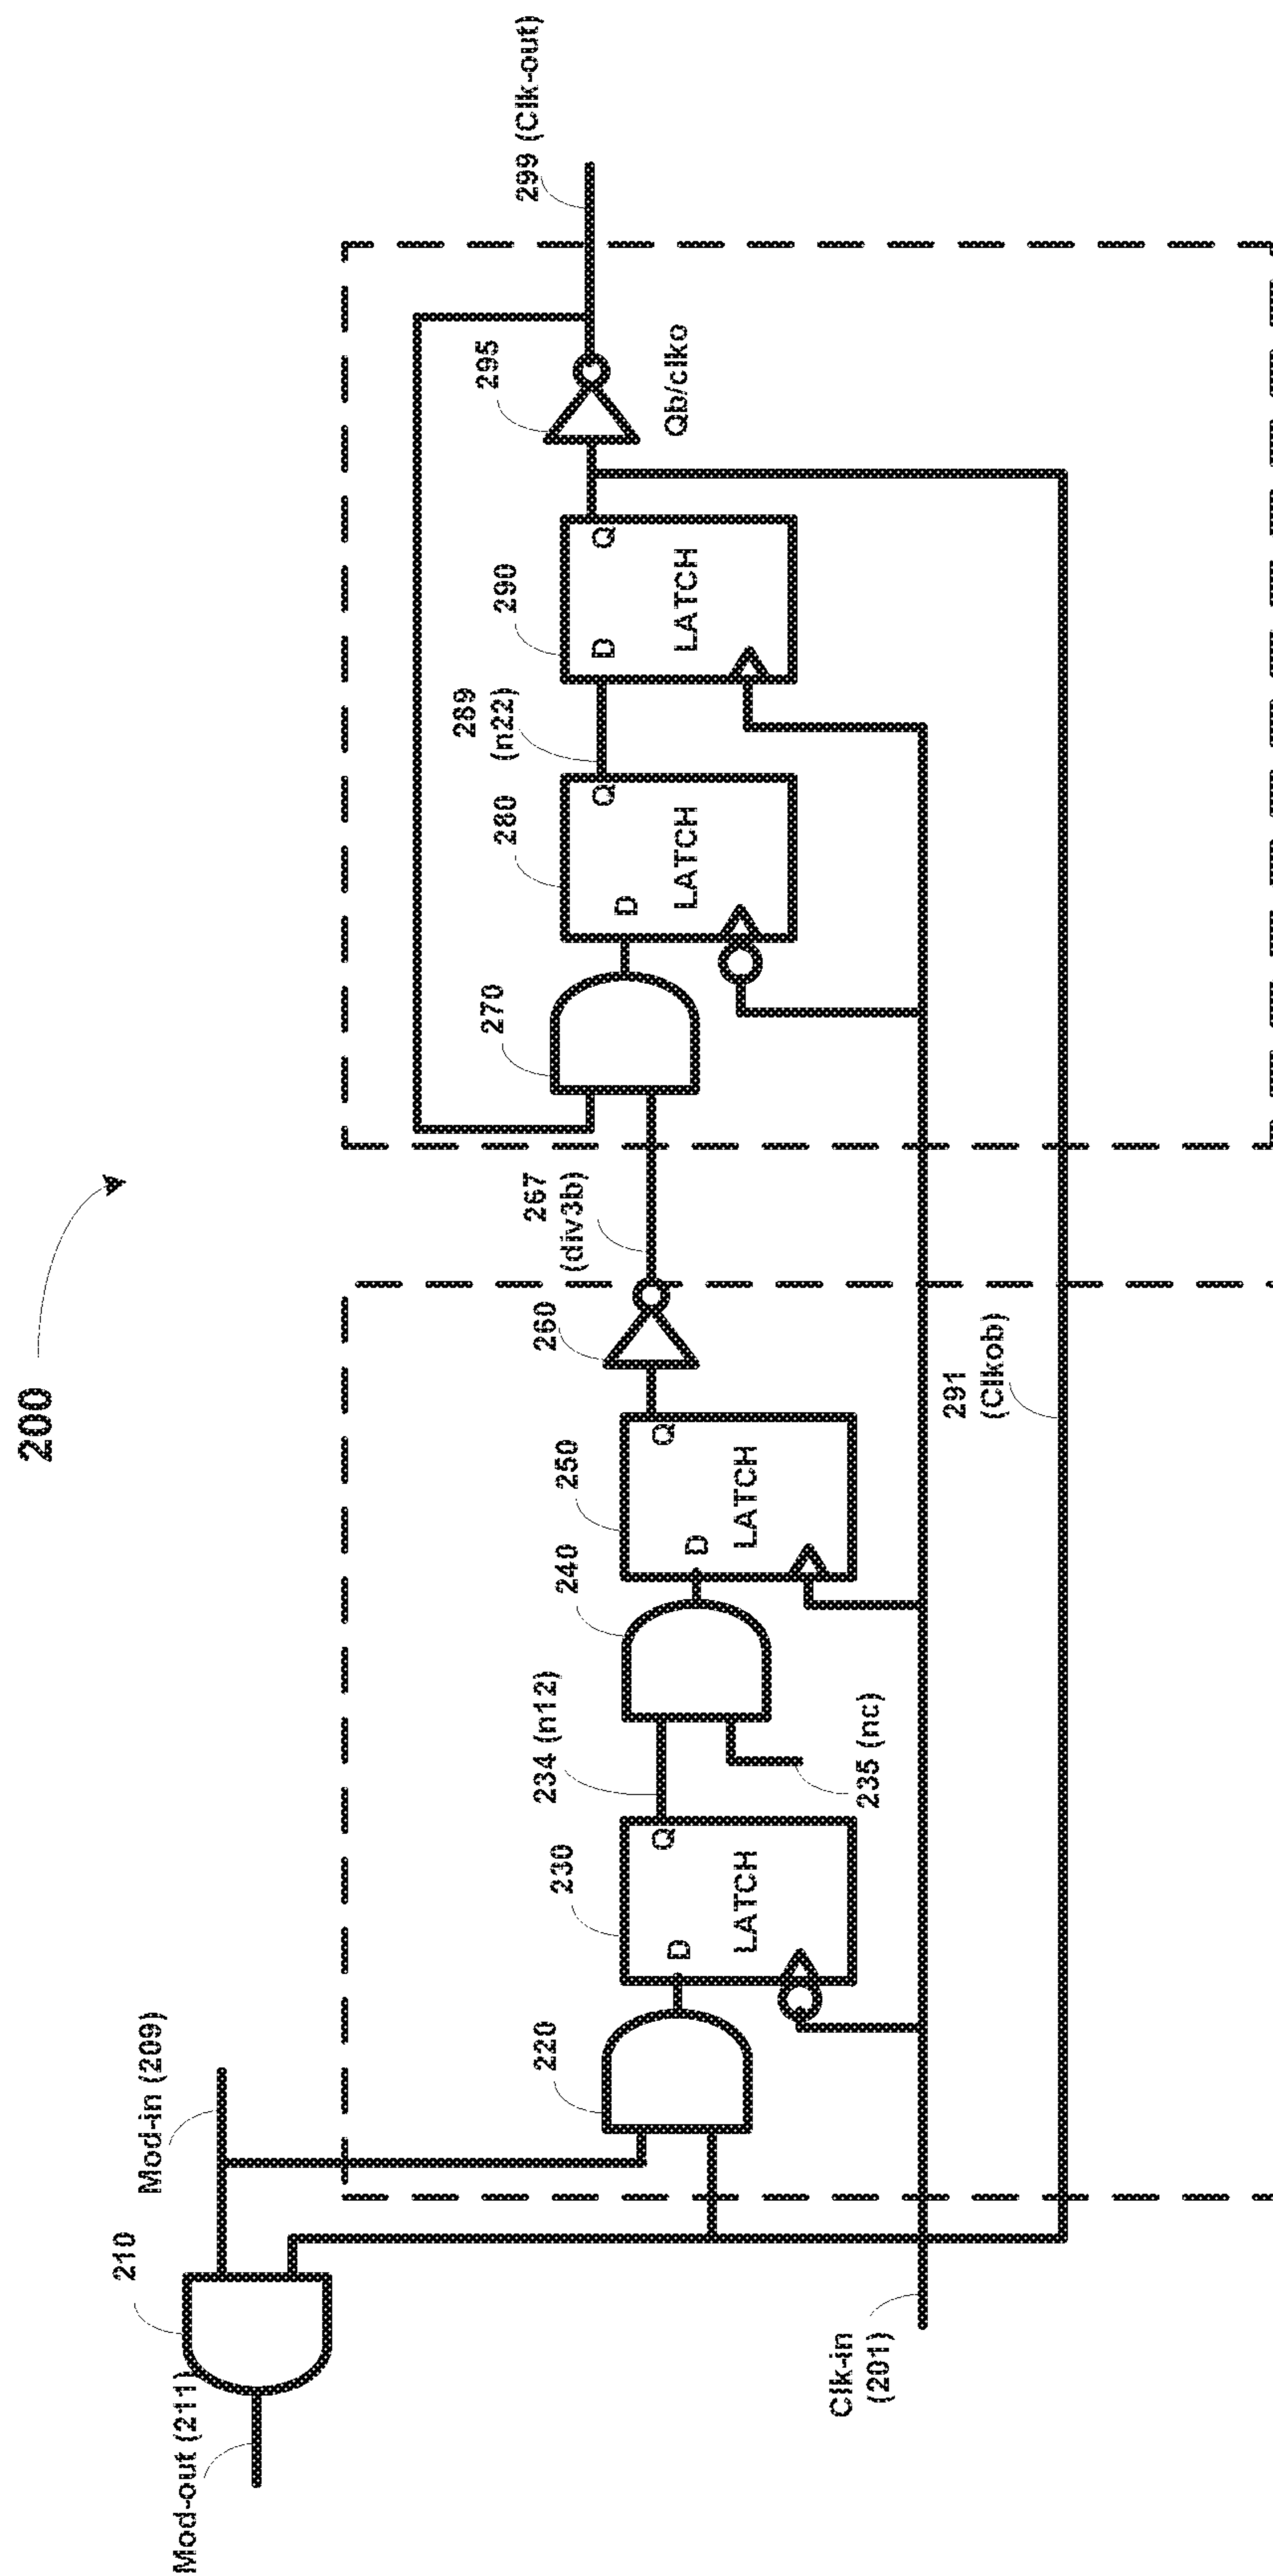 200
Mod-in (209)
210
Mod-out (211)
Clk-in
(201)
220
D
Q
LATCH
230
234 (n12)
235 (nc)
240
D
Q
LATCH
250
260
267
(div3b)
291
(Clkob)
270
D
Q
LATCH
280
289
(n22)
D
Q
LATCH
290
295
Qb/clko
299 (Clk-out)